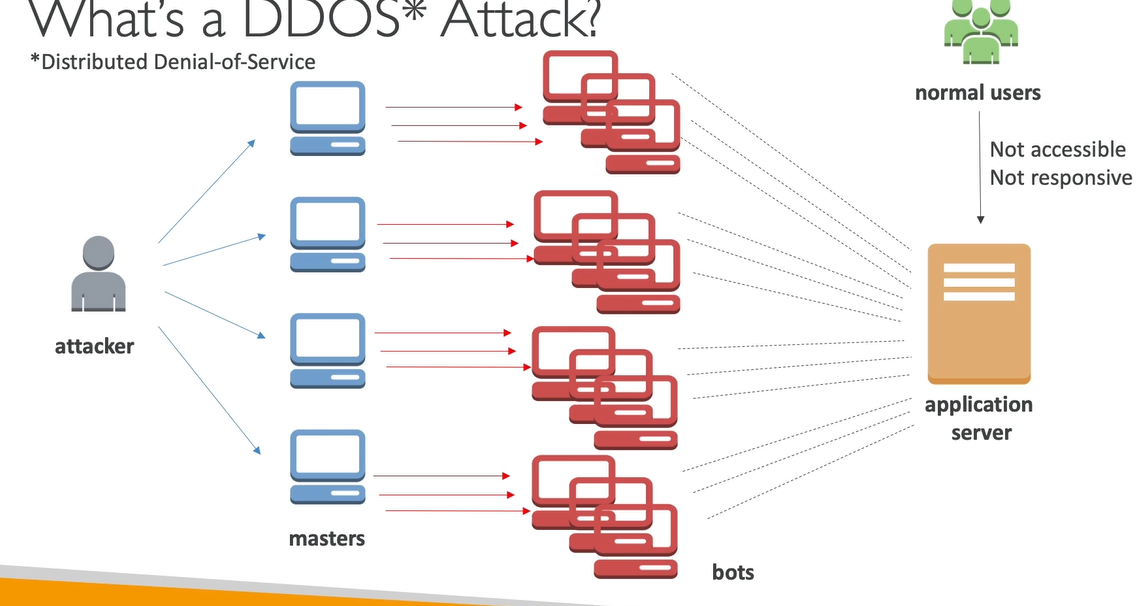 What's a DDOS* Attack?
*Distributed Denial-of-Service
normal users
Not accessible
Not responsive
attacker
application
server
masters
bots